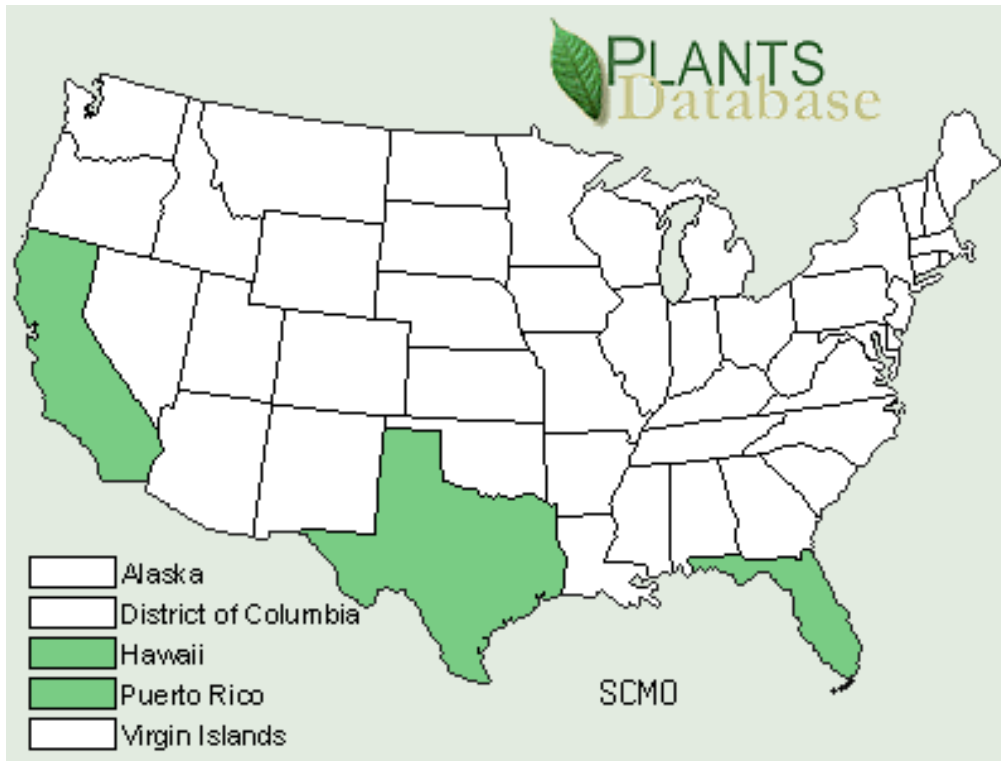 PLANTS
Database
Alaska
District of Columbia
Hawaii
Puerto Rico
SCMO
Virgin Islands